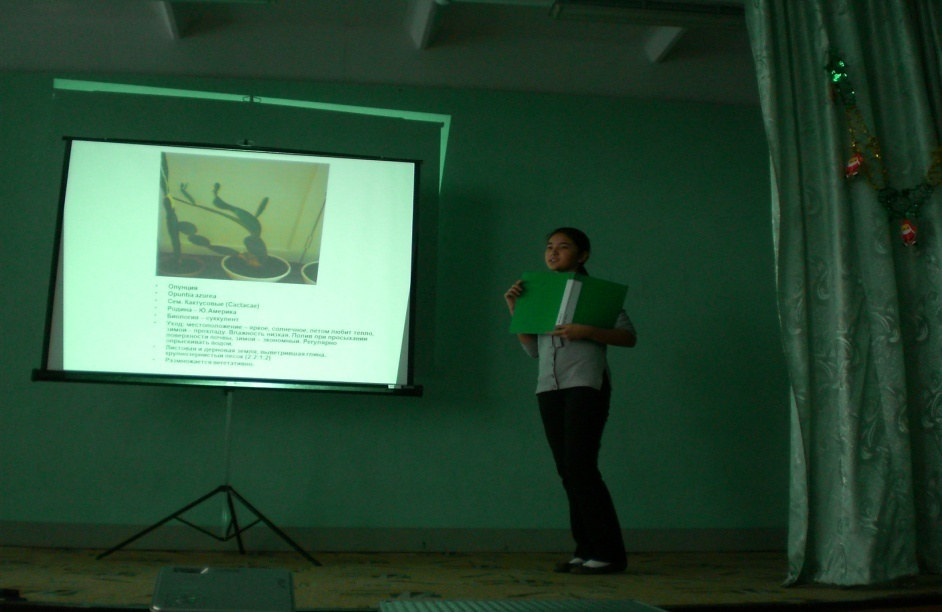 Опунция
Opuntia azurea
Сем. Кактусовые (Cactaceae)
Родина – Ю.Америка
Биология – суккулент
Уход: местоположение – яркое, солнечное, летом любит тепло,
зимой – прохладу. Влажность низкая. Полив при просыхании
поверхности почвы, зимой – экономный. Регулярно
опрыскивать водой.
Листовая и дерновая земля, выветрившая глина,
крупнозернистый песок (2:2:1:2)
Размножается вегетативно.